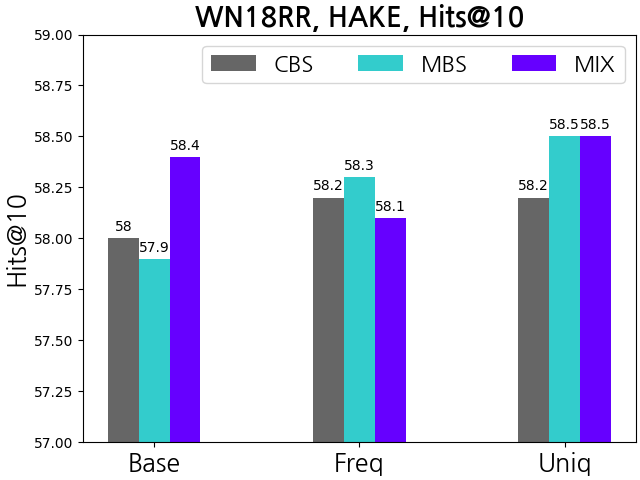 WN18RR, HAKE, Hits@10
CBS MBS MIX
Hits@10
59.00
58.75
58.50
58.25
58.00
57.75
57.50
57.25
57.00
58 57.9 58.4
58.2 58.3 58.1
58.2 58.5 58.5
Base Freq Uniq